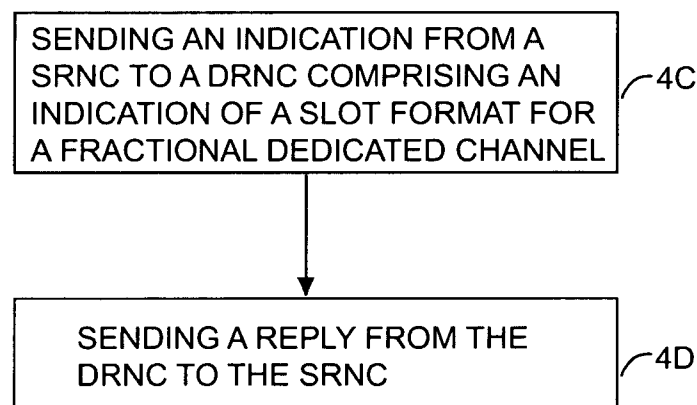 SENDING AN INDICATION FROM A
SRNC TO A DRNC COMPRISING AN
INDICATION OF A SLOT FORMAT FOR
A FRACTIONAL DEDICATED CHANNEL
4C
SENDING A REPLY FROM THE
DRNC TO THE SRNC
4D